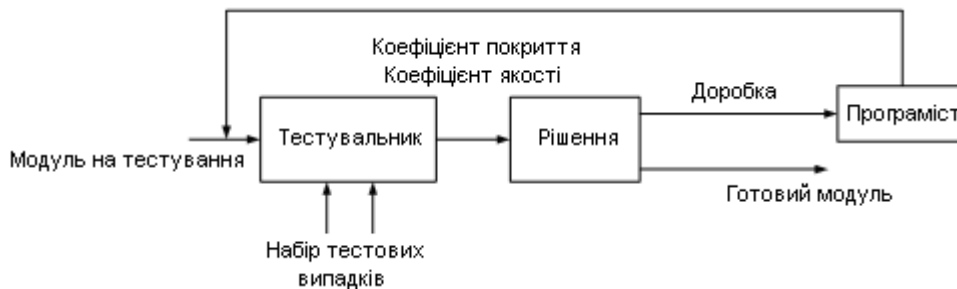 Коефіцієнт покриття
Коефіцієнт якості
Доробка
Тестувальник
Рішення
Програміст
Модуль на тестування
Готовий модуль
Набір тестових
випадків